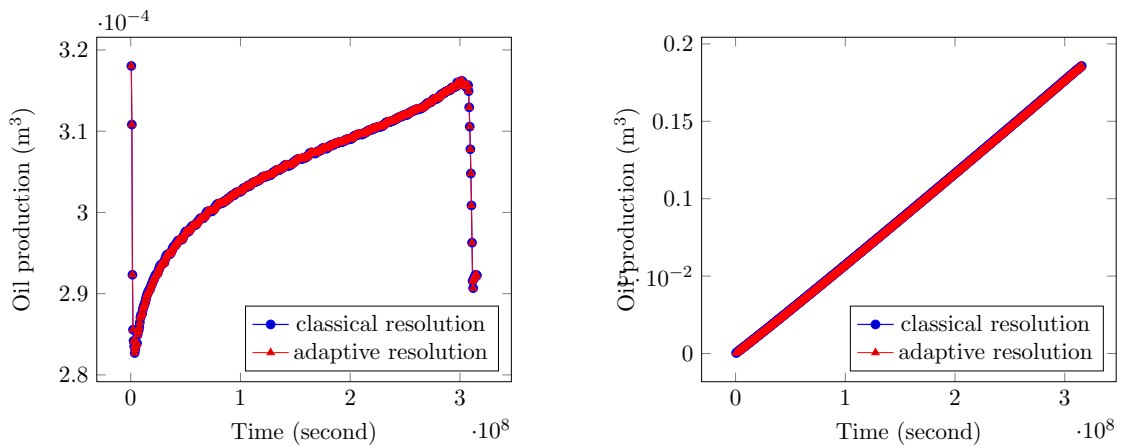 ·10⁻⁴
3.2
3.1
3
2.9
2.8
Oil production (m³)
classical resolution
adaptive resolution
0 1 2 3
Time (second)
·10⁸
0.2
0.15
0.1
5 · 10⁻²
0
Oil production (m³)
classical resolution
adaptive resolution
0 1 2 3
Time (second)
·10⁸